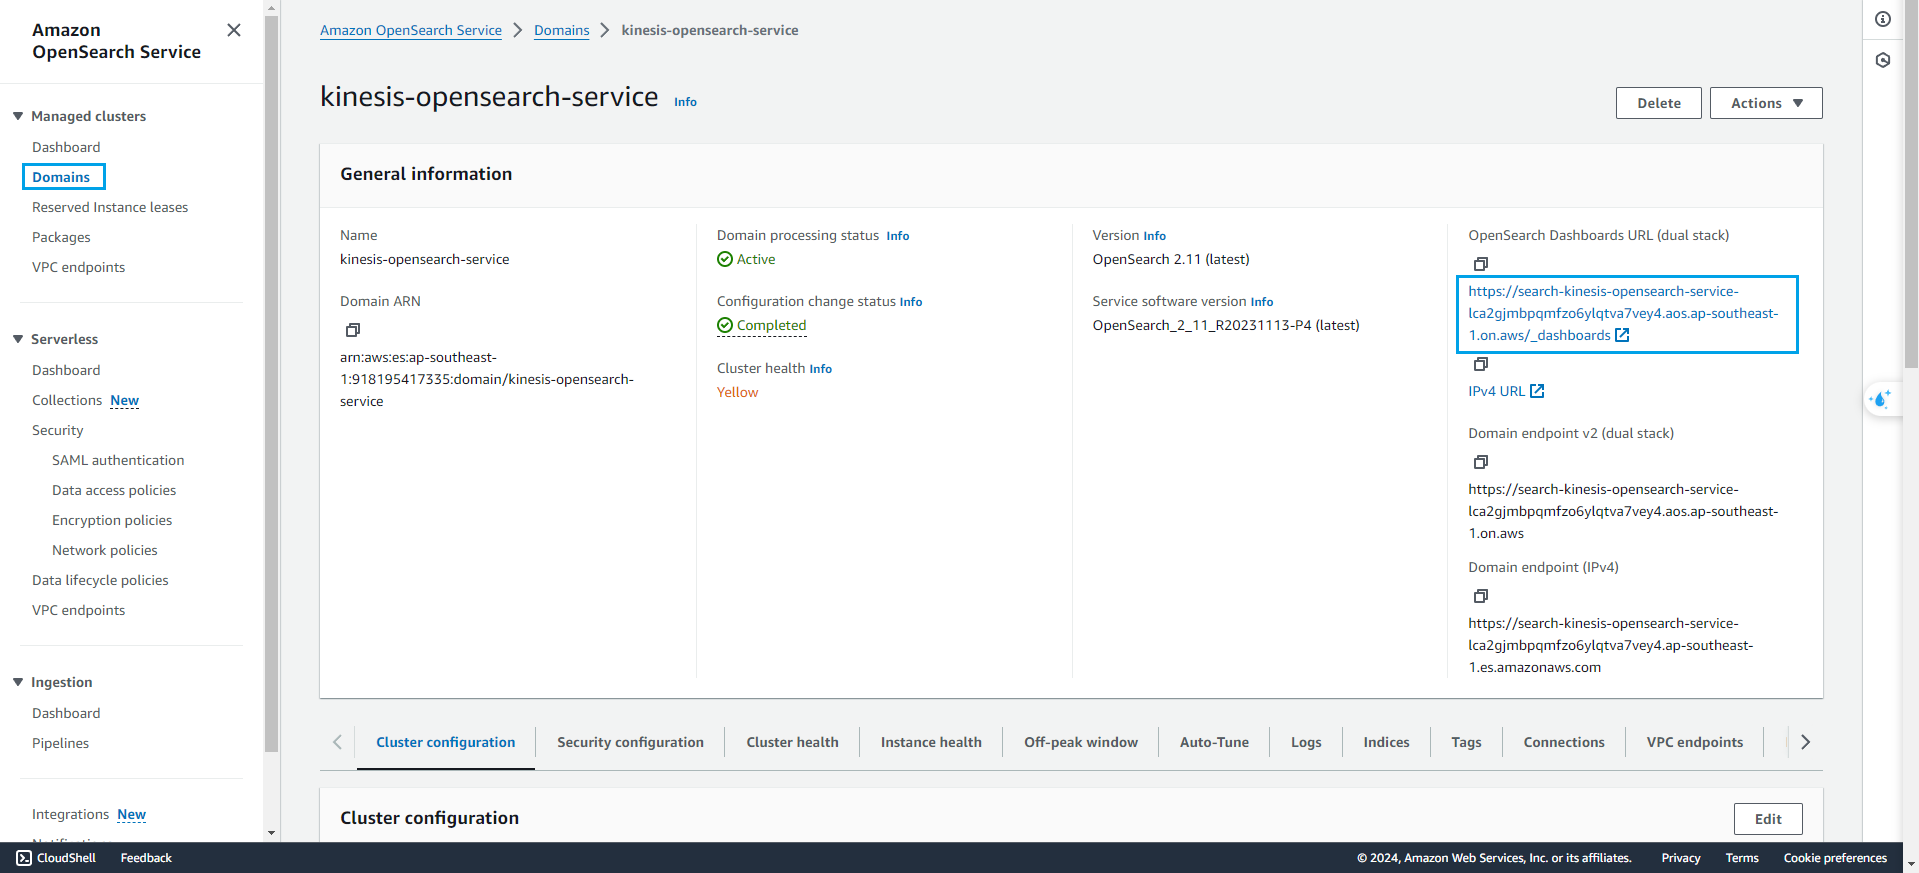 Amazon
OpenSearch Service
Managed clusters
Dashboard
Domains
Reserved Instance leases
Packages
VPC endpoints
Serverless
Dashboard
Collections New
Security
SAML authentication
Data access policies
Encryption policies
Network policies
Data lifecycle policies
VPC endpoints
Ingestion
Dashboard
Pipelines
Integrations New
Amazon OpenSearch Service > Domains > kinesis-opensearch-service
kinesis-opensearch-service Info
Delete
Actions
General information
Name
kinesis-opensearch-service
Domain ARN
arn:aws:es:ap-southeast-
1:918195417335:domain/kinesis-opensearch-
service
Domain processing status Info
Active
Configuration change status Info
Completed
Cluster health Info
Yellow
Version Info
OpenSearch 2.11 (latest)
Service software version Info
OpenSearch_2_11_R20231113-P4 (latest)
OpenSearch Dashboards URL (dual stack)
https://search-kinesis-opensearch-service-
lca2gjmbpqmfzo6ylqtva7vey4.aos.ap-southeast-
1.on.aws/_dashboards
IPv4 URL
Domain endpoint v2 (dual stack)
https://search-kinesis-opensearch-service-
lca2gjmbpqmfzo6ylqtva7vey4.aos.ap-southeast-
1.on.aws
Domain endpoint (IPv4)
https://search-kinesis-opensearch-service-
lca2gjmbpqmfzo6ylqtva7vey4.ap-southeast-
1.es.amazonaws.com
Cluster configuration
Security configuration
Cluster health
Instance health
Off-peak window
Auto-Tune
Logs
Indices
Tags
Connections
VPC endpoints
Cluster configuration
Edit
CloudShell
Feedback
© 2024, Amazon Web Services, Inc. or its affiliates.
Privacy
Terms
Cookie preferences